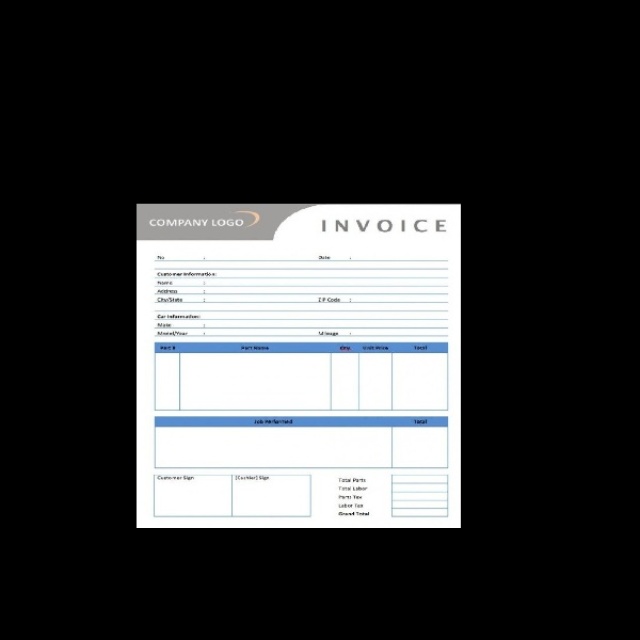 COMPANY LOGO
INVOICE
No : Date :
Customer Information:
Name :
Address :
City/State : ZIP Code :
Car Information:
Make :
Model/Year : Mileage :
Part # Part Name Qty Unit Price Total
Job Performed Total
Customer Sign [Cashier] Sign
Total Parts
Total Labor
Parts Tax
Labor Tax
Grand Total